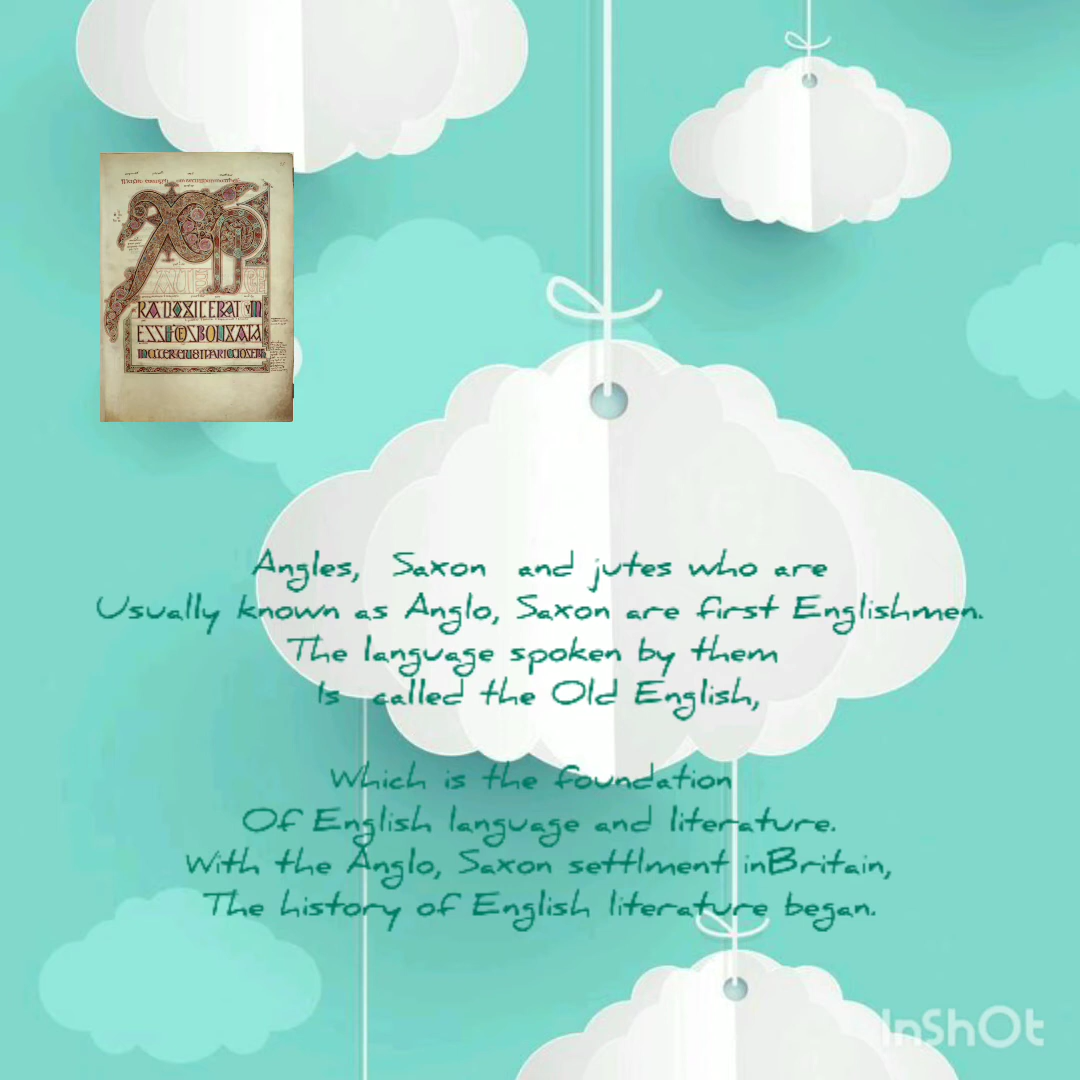 RATIO
Angles, Saxon and jutes who are
Usually known as Anglo, Saxon are first Englishmen.
The language spoken by them
Is called the Old English,
Which is the foundation
Of English language and literature.
With the Anglo, Saxon settlment inBritain,
The history of English literature began.
InShOt